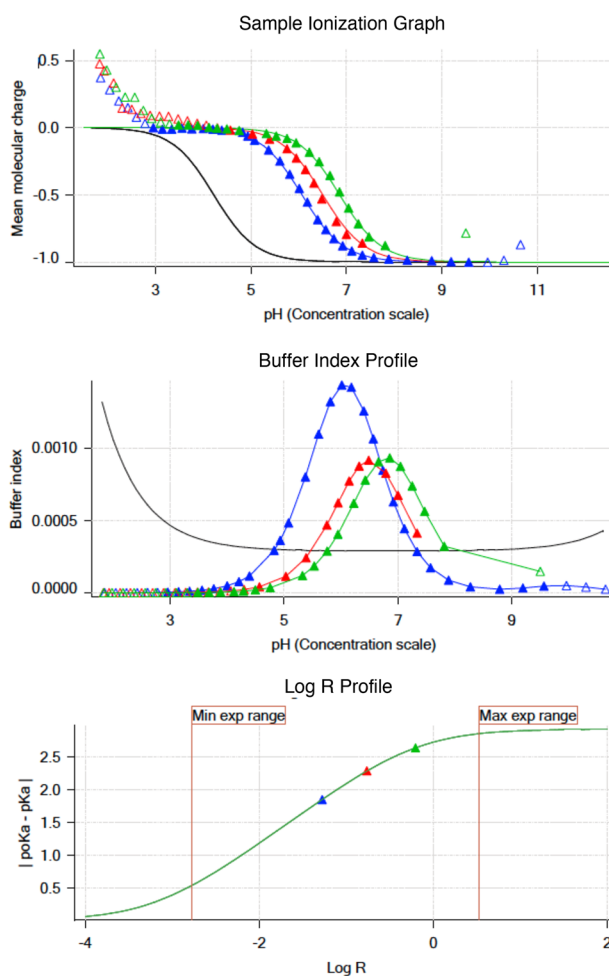 Sample Ionization Graph
Mean molecular charge
0.5
0.0
-0.5
-1.0
3 5 7 9 11
pH (Concentration scale)
Buffer Index Profile
Buffer index
0.0010
0.0005
0.0000
3 5 7 9
pH (Concentration scale)
Log R Profile
Min exp range Max exp range
| poKa - pKa |
2.5
2.0
1.5
1.0
0.5
-4 -2 0 2
Log R